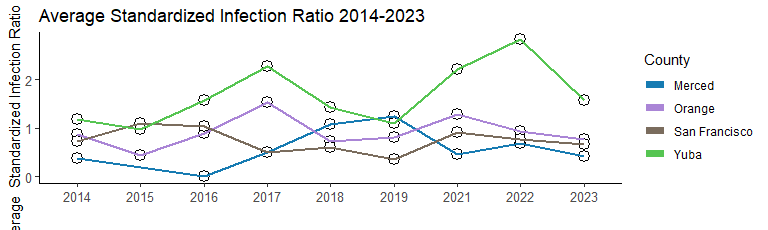 Average Standardized Infection Ratio 2014-2023
erage Standardized Infection Ratio
2
1
0
2014 2015 2016 2017 2018 2019 2021 2022 2023
County
Merced
Orange
San Francisco
Yuba